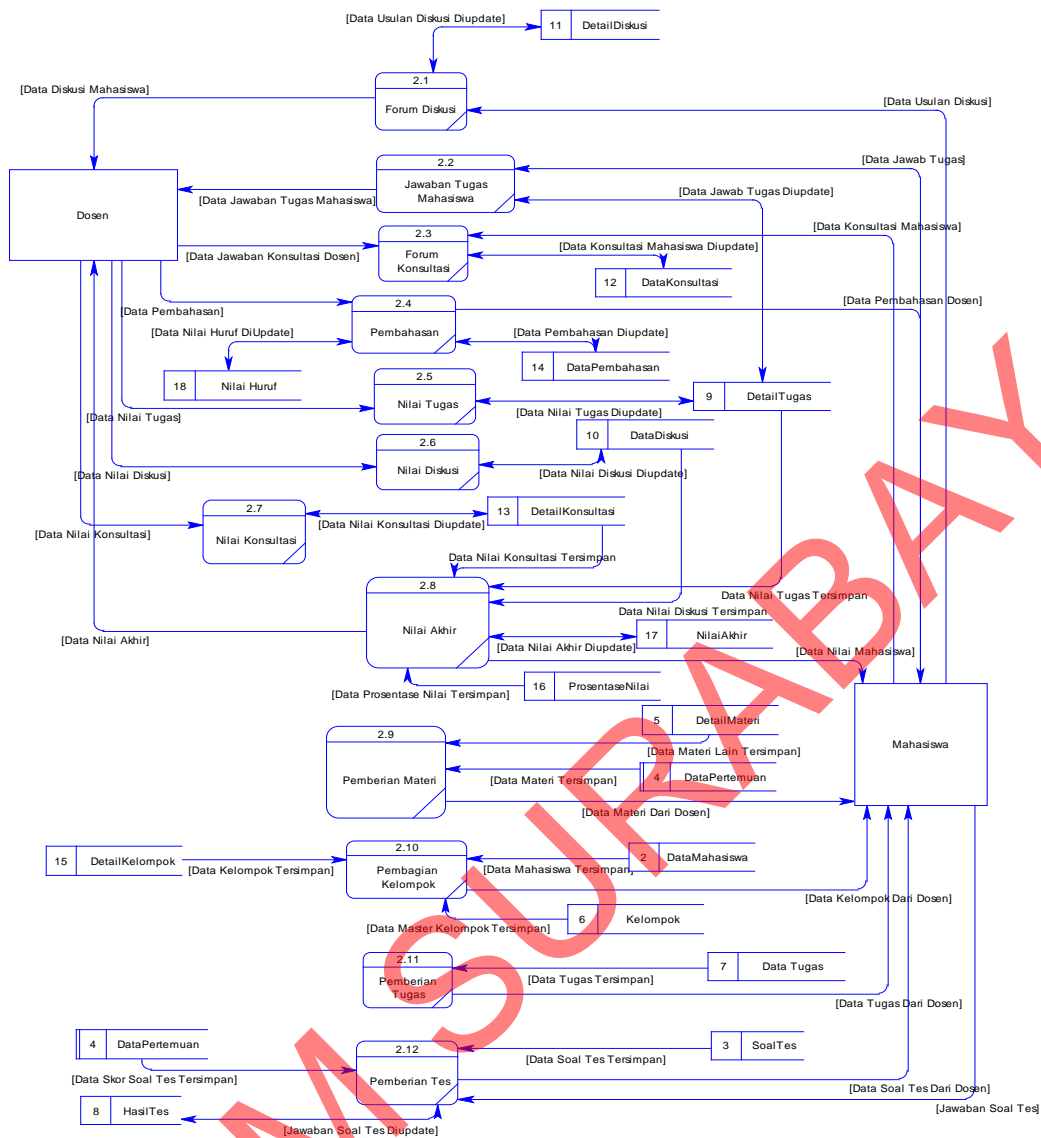 [Data Usulan Diskusi Diupdate]
11 DetailDiskusi
2.1
Forum Diskusi
[Data Diskusi Mahasiswa]
[Data Usulan Diskusi]
2.2
Jawaban Tugas
Mahasiswa
[Data Jawab Tugas]
[Data Jawaban Tugas Mahasiswa]
[Data Jawab Tugas Diupdate]
Dosen
2.3
Forum
Konsultasi
[Data Konsultasi Mahasiswa]
[Data Jawaban Konsultasi Dosen]
[Data Konsultasi Mahasiswa Diupdate]
12 DataKonsultasi
2.4
Pembahasan
[Data Pembahasan]
[Data Pembahasan Dosen]
[Data Nilai Huruf DiUpdate]
[Data Pembahasan Diupdate]
14 DataPembahasan
18 Nilai Huruf
2.5
Nilai Tugas
9 DetailTugas
[Data Nilai Tugas]
[Data Nilai Tugas Diupdate]
10 DataDiskusi
2.6
Nilai Diskusi
[Data Nilai Diskusi]
[Data Nilai Diskusi Diupdate]
2.7
Nilai Konsultasi
[Data Nilai Konsultasi]
[Data Nilai Konsultasi Diupdate]
13 DetailKonsultasi
Data Nilai Konsultasi Tersimpan
2.8
Nilai Akhir
Data Nilai Tugas Tersimpan
Data Nilai Diskusi Tersimpan
17 NilaiAkhir
[Data Nilai Akhir]
[Data Nilai Akhir Diupdate]
[Data Nilai Mahasiswa]
[Data Prosentase Nilai Tersimpan]
16 ProsentaseNilai
5 DetailMateri
2.9
Pemberian Materi
[Data Materi Lain Tersimpan]
Mahasiswa
[Data Materi Tersimpan]
4 DataPertemuan
[Data Materi Dari Dosen]
15 DetailKelompok
[Data Kelompok Tersimpan]
2.10
Pembagian
Kelompok
[Data Mahasiswa Tersimpan]
2 DataMahasiswa
[Data Kelompok Dari Dosen]
[Data Master Kelompok Tersimpan]
6 Kelompok
2.11
Pemberian
Tugas
[Data Tugas Tersimpan]
7 Data Tugas
[Data Tugas Dari Dosen]
4 DataPertemuan
[Data Skor Soal Tes Tersimpan]
2.12
Pemberian Tes
[Data Soal Tes Tersimpan]
3 SoalTes
[Data Soal Tes Dari Dosen]
8 HasilTes
[Jawaban Soal Tes Diupdate]
[Jawaban Soal Tes]
M SURABAY